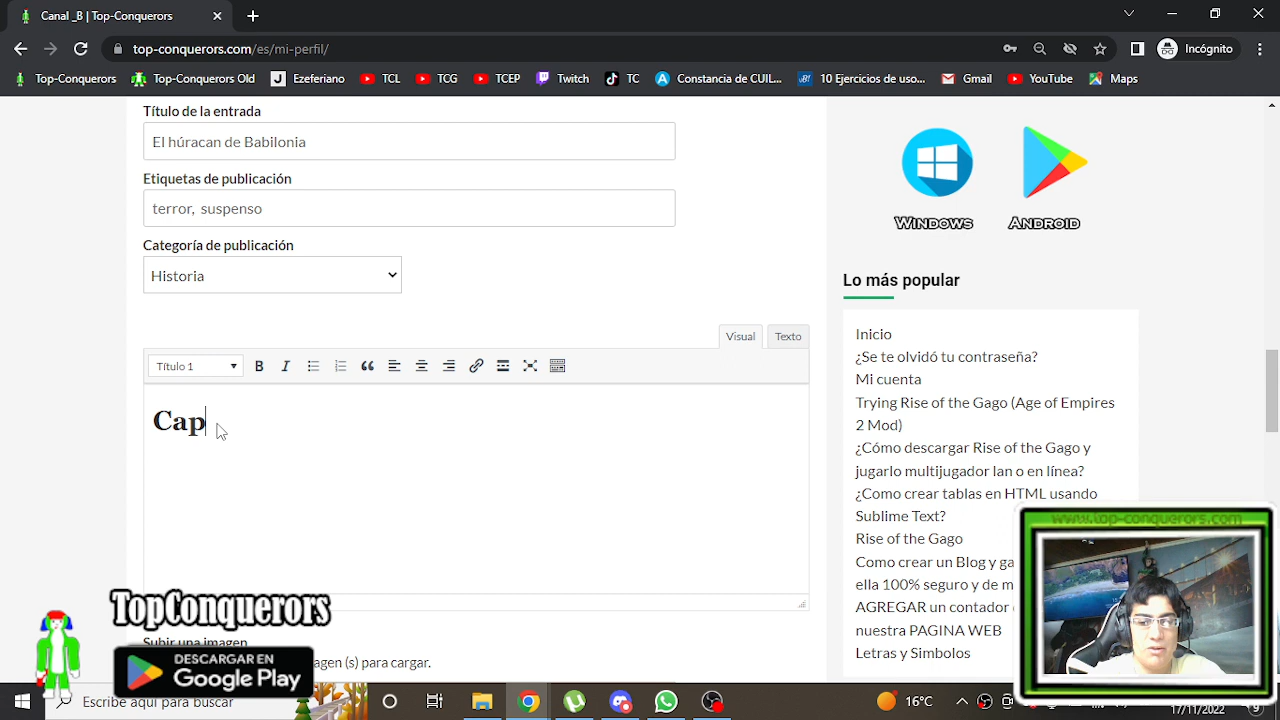 Canal _B | Top-Conquerors
top-conquerors.com/es/mi-perfil/
Incógnito
Top-Conquerors
Top-Conquerors Old
Ezeferiano
TCL
TCG
TCEP
Twitch
TC
Constancia de CUIL...
10 Ejercicios de uso...
Gmail
YouTube
Maps
Título de la entrada
El húracan de Babilonia
Etiquetas de publicación
terror, suspenso
Categoría de publicación
Historia
Visual
Texto
Título 1
B I
Cap
Subir una imagen
agen (s) para cargar.
Windows
Android
Lo más popular
Inicio
¿Se te olvidó tu contraseña?
Mi cuenta
Trying Rise of the Gago (Age of Empires
2 Mod)
¿Cómo descargar Rise of the Gago y
jugarlo multijugador lan o en línea?
¿Como crear tablas en HTML usando
Sublime Text?
Rise of the Gago
Como crear un Blog y ga
ella 100% seguro y de m
AGREGAR un contador
nuestra PAGINA WEB
Letras y Simbolos
www.top-conquerors.com
TopConquerors
DESCARGAR EN
Google Play
Escribe aquí para buscar
16°C
17/11/2022